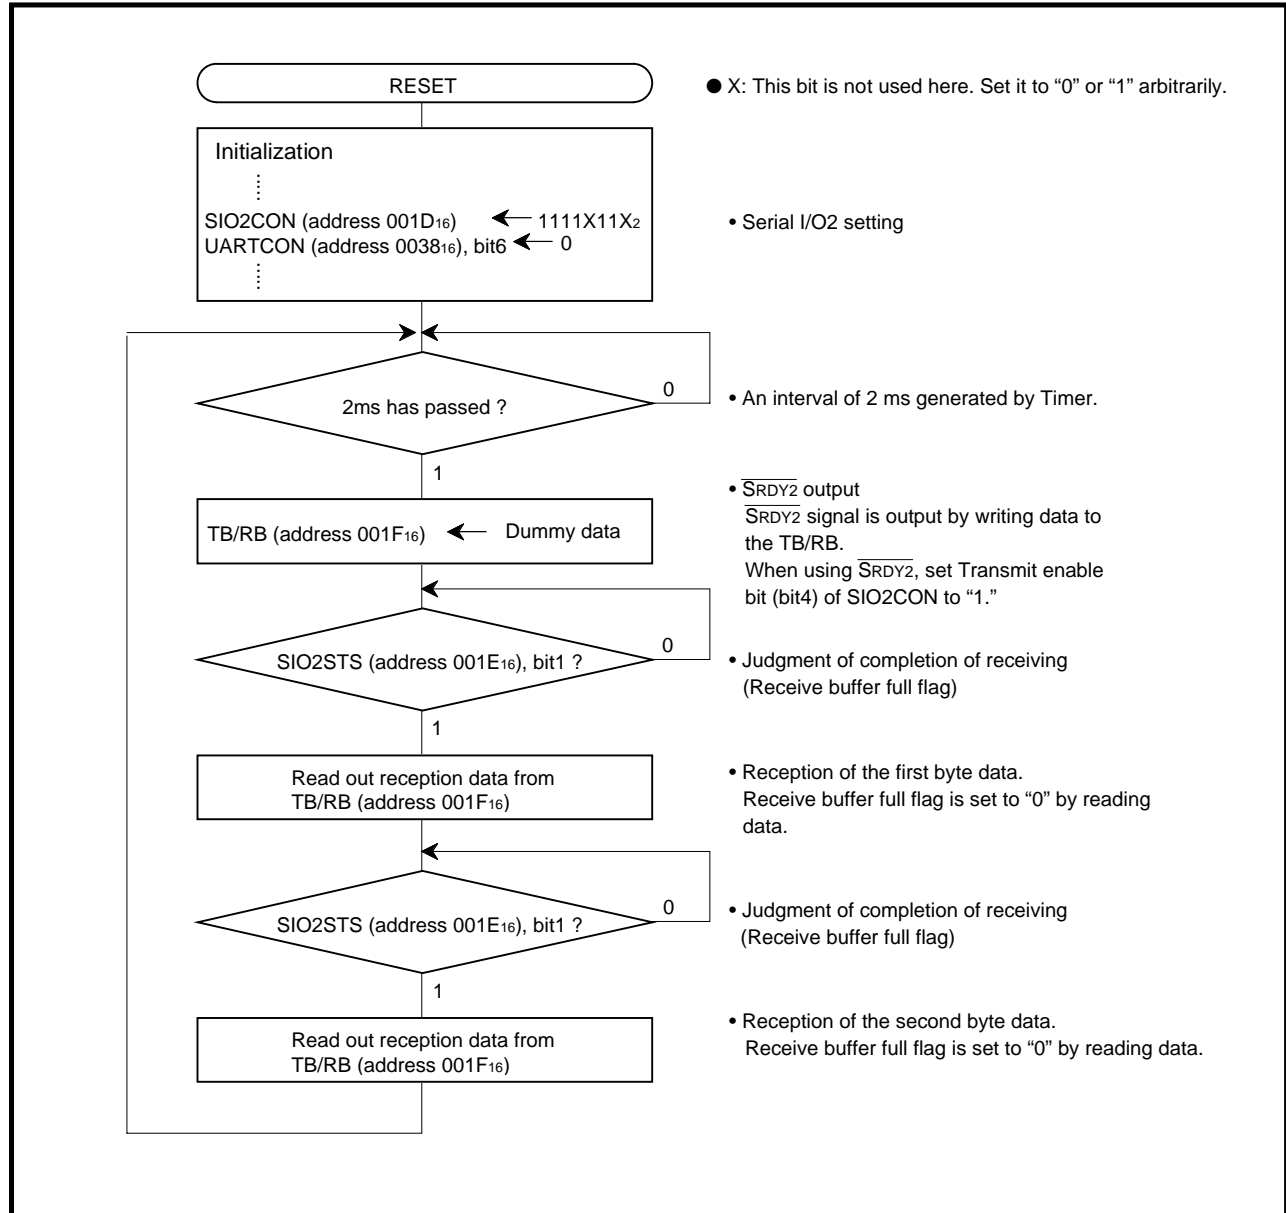 RESET
● X: This bit is not used here. Set it to “0” or “1” arbitrarily.
Initialization
SIO2CON (address 001D16) ← 1111X11X2
UARTCON (address 003816), bit6 ← 0
• Serial I/O2 setting
2ms has passed ?
0
• An interval of 2 ms generated by Timer.
1
TB/RB (address 001F16) ← Dummy data
• SRDY2 output
SRDY2 signal is output by writing data to
the TB/RB.
When using SRDY2, set Transmit enable
bit (bit4) of SIO2CON to “1.”
SIO2STS (address 001E16), bit1 ?
0
• Judgment of completion of receiving
(Receive buffer full flag)
1
Read out reception data from
TB/RB (address 001F16)
• Reception of the first byte data.
Receive buffer full flag is set to “0” by reading
data.
SIO2STS (address 001E16), bit1 ?
0
• Judgment of completion of receiving
(Receive buffer full flag)
1
Read out reception data from
TB/RB (address 001F16)
• Reception of the second byte data.
Receive buffer full flag is set to “0” by reading data.